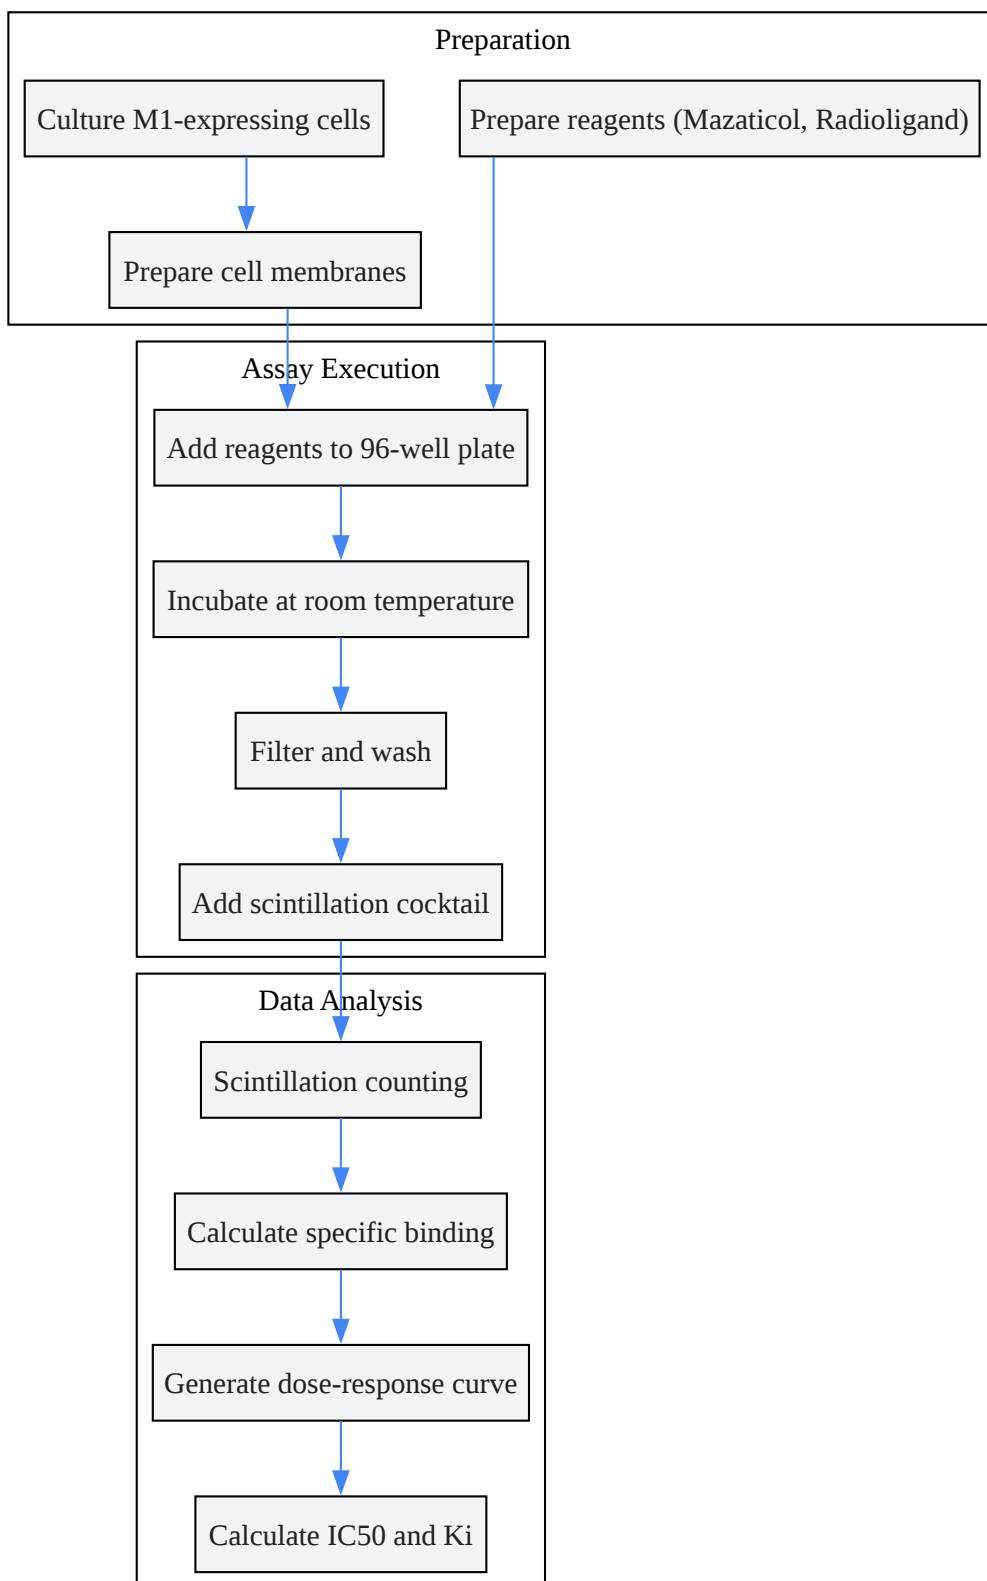 Preparation
Culture M1-expressing cells
Prepare reagents (Mazaticol, Radioligand)
Prepare cell membranes
Assay Execution
Add reagents to 96-well plate
Incubate at room temperature
Filter and wash
Add scintillation cocktail
Data Analysis
Scintillation counting
Calculate specific binding
Generate dose-response curve
Calculate IC50 and Ki